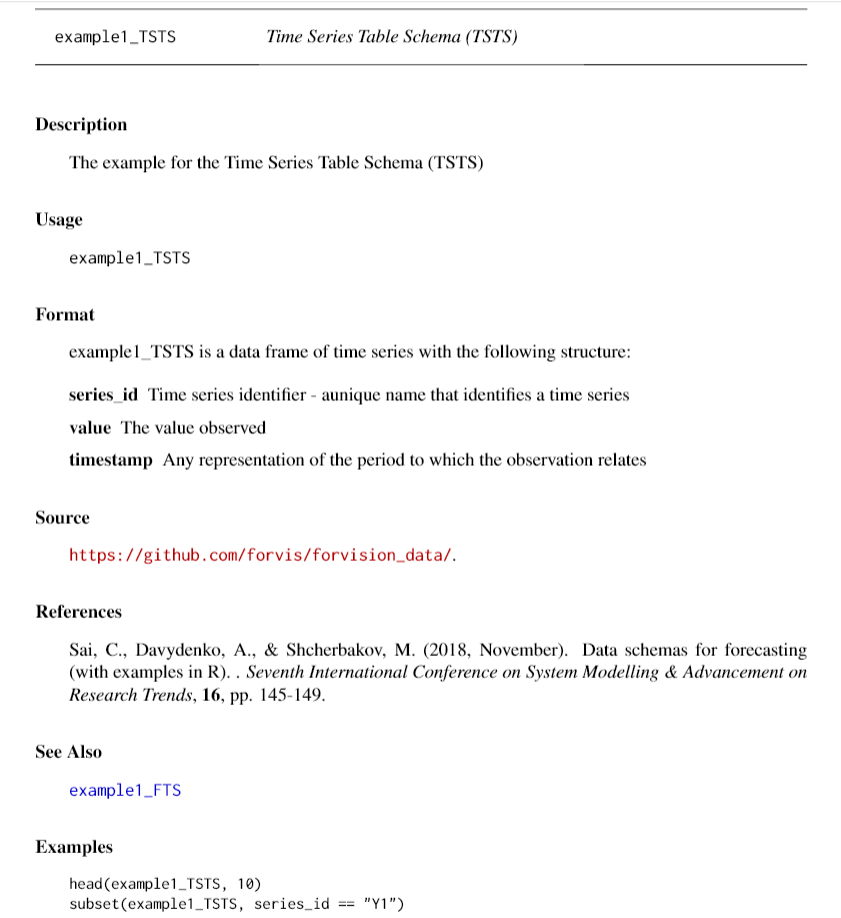 example1_TSTS Time Series Table Schema (TSTS)
Description
The example for the Time Series Table Schema (TSTS)
Usage
example1_TSTS
Format
example1_TSTS is a data frame of time series with the following structure:
series_id Time series identifier - aunique name that identifies a time series
value The value observed
timestamp Any representation of the period to which the observation relates
Source
https://github.com/forvis/forvision_data/.
References
Sai, C., Davydenko, A., & Shcherbakov, M. (2018, November). Data schemas for forecasting
(with examples in R). . Seventh International Conference on System Modelling & Advancement on
Research Trends, 16, pp. 145-149.
See Also
example1_FTS
Examples
head(example1_TSTS, 10)
subset(example1_TSTS, series_id == "Y1")